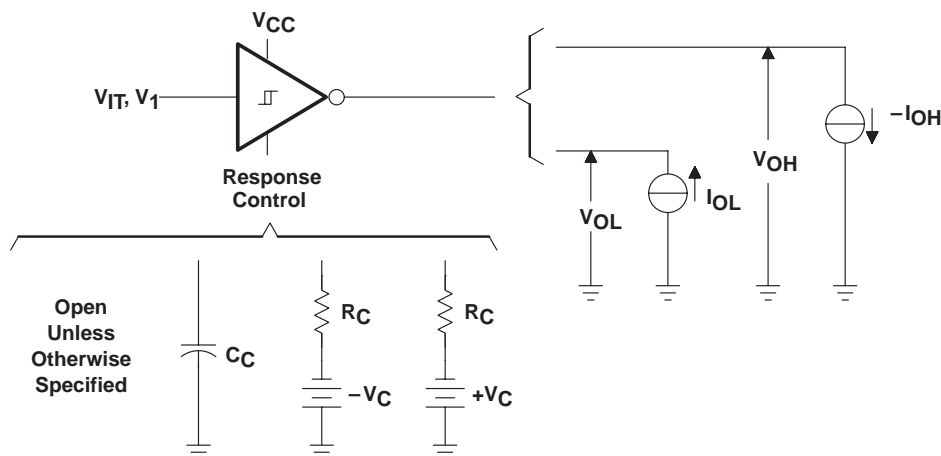 VCC
VIT, V1
Response
Control
–IOH
VOH
IOL
VOL
Open
Unless
Otherwise
Specified
CC
RC
–VC
RC
+VC